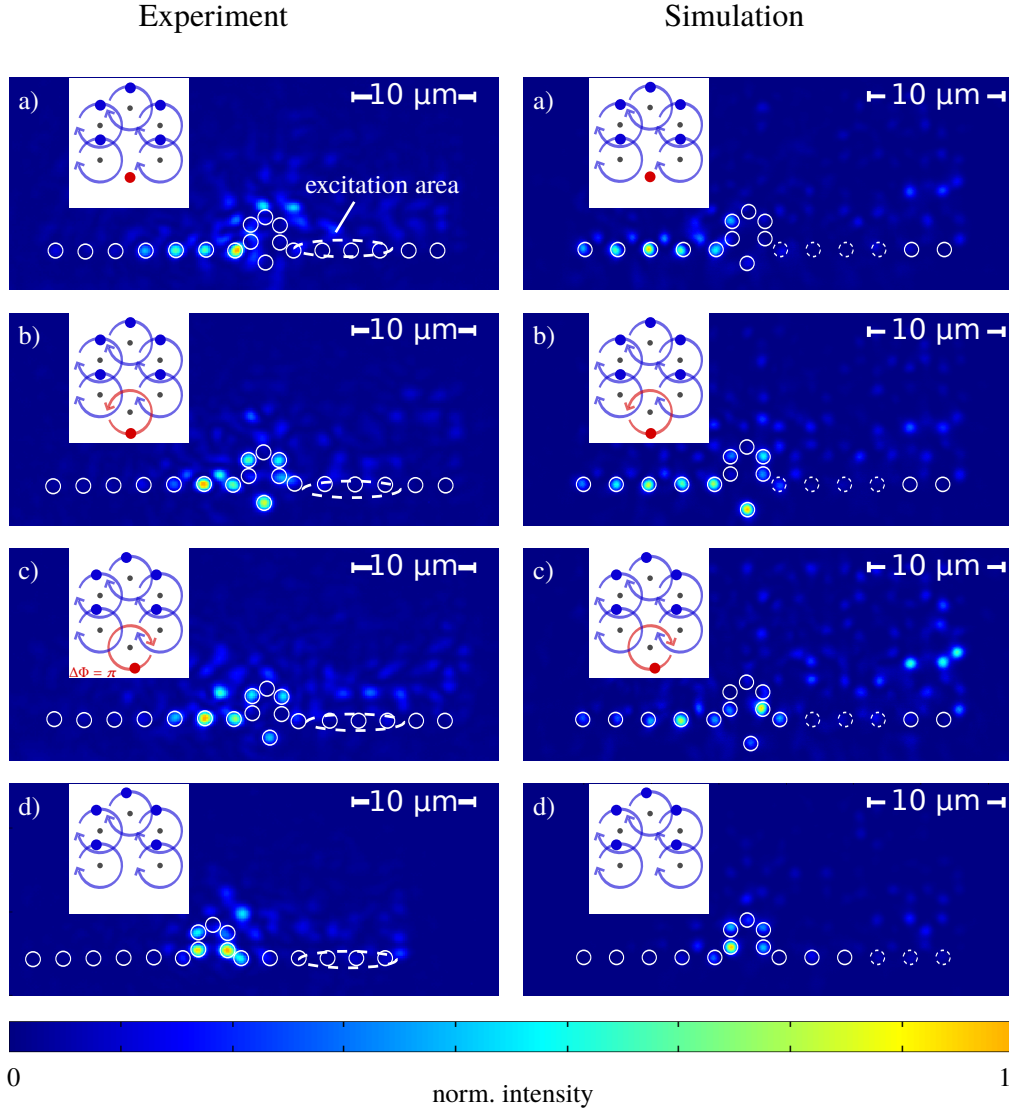 Experiment Simulation
a) 10 μm a) 10 μm
excitation area
b) 10 μm b) 10 μm
c) 10 μm c) 10 μm
ΔΦ = π
d) 10 μm d) 10 μm
0 1
norm. intensity